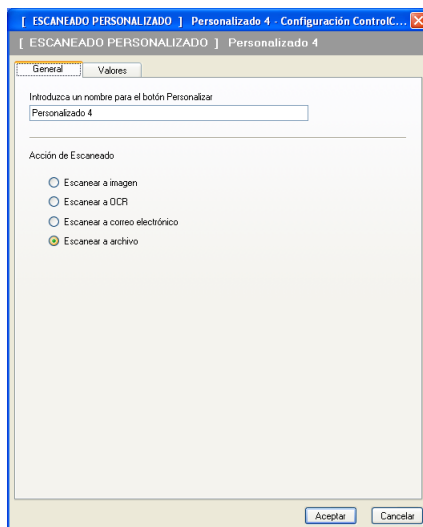 [ ESCANEADO PERSONALIZADO ] Personalizado 4 - Configuración ControlC...
[ ESCANEADO PERSONALIZADO ] Personalizado 4
General Valores
Introduzca un nombre para el botón Personalizar
Personalizado 4
Acción de Escaneado
Escanear a imagen
Escanear a OCR
Escanear a correo electrónico
Escanear a archivo
Aceptar Cancelar